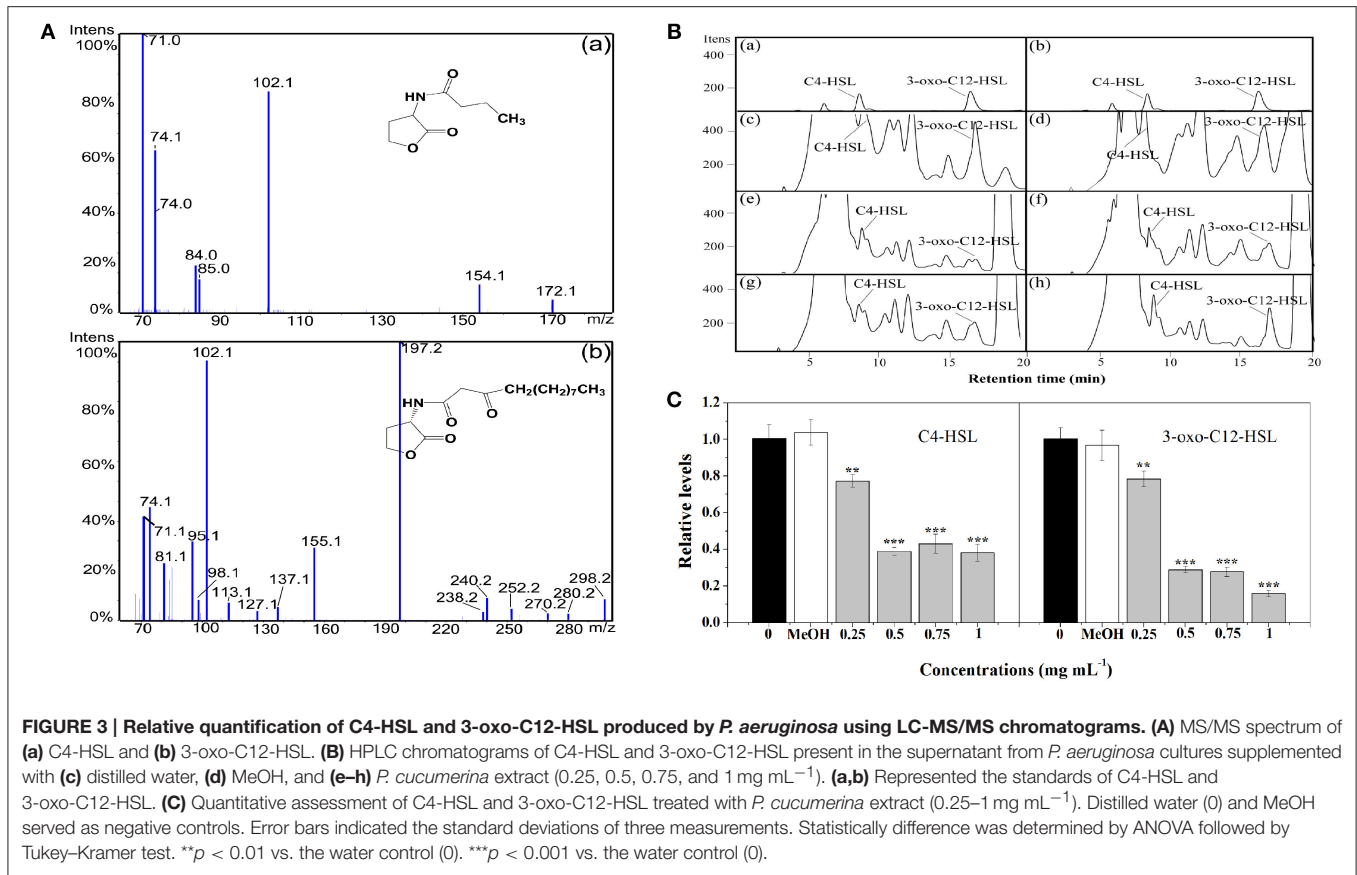 A
Intens
100%
80%
60%
40%
20%
0%
(a)
71.0
102.1
74.1
74.0
84.0
85.0
154.1
172.1
O
HN
CH3
O
O
70 90 110 130 150 170 m/z
Intens
100%
80%
60%
40%
20%
0%
(b)
102.1
197.2
CH2(CH2)7CH3
HN
O
O
O
O
74.1
71.1
81.1
95.1
98.1
113.1
127.1
137.1
155.1
238.2
240.2
252.2
270.2
280.2
298.2
70 100 130 160 190 220 250 280 m/z
B
Itens
400
200
(a)
C4-HSL
3-oxo-C12-HSL
(b)
C4-HSL
3-oxo-C12-HSL
400
200
(c)
C4-HSL
3-oxo-C12-HSL
(d)
C4-HSL
3-oxo-C12-HSL
400
200
(e)
C4-HSL
3-oxo-C12-HSL
(f)
C4-HSL
3-oxo-C12-HSL
400
200
(g)
C4-HSL
3-oxo-C12-HSL
(h)
C4-HSL
3-oxo-C12-HSL
5 10 15 20 5 10 15 20
Retention time (min)
C
Relative levels
1.2
1.0
0.8
0.6
0.4
0.2
0.0
C4-HSL
** *** *** ***
3-oxo-C12-HSL
** *** *** ***
0 MeOH 0.25 0.5 0.75 1 0 MeOH 0.25 0.5 0.75 1
Concentrations (mg mL−1)
FIGURE 3 | Relative quantification of C4-HSL and 3-oxo-C12-HSL produced by P. aeruginosa using LC-MS/MS chromatograms. (A) MS/MS spectrum of
(a) C4-HSL and (b) 3-oxo-C12-HSL. (B) HPLC chromatograms of C4-HSL and 3-oxo-C12-HSL present in the supernatant from P. aeruginosa cultures supplemented
with (c) distilled water, (d) MeOH, and (e–h) P. cucumerina extract (0.25, 0.5, 0.75, and 1 mg mL−1). (a,b) Represented the standards of C4-HSL and
3-oxo-C12-HSL. (C) Quantitative assessment of C4-HSL and 3-oxo-C12-HSL treated with P. cucumerina extract (0.25–1 mg mL−1). Distilled water (0) and MeOH
served as negative controls. Error bars indicated the standard deviations of three measurements. Statistically difference was determined by ANOVA followed by
Tukey–Kramer test. **p < 0.01 vs. the water control (0). ***p < 0.001 vs. the water control (0).